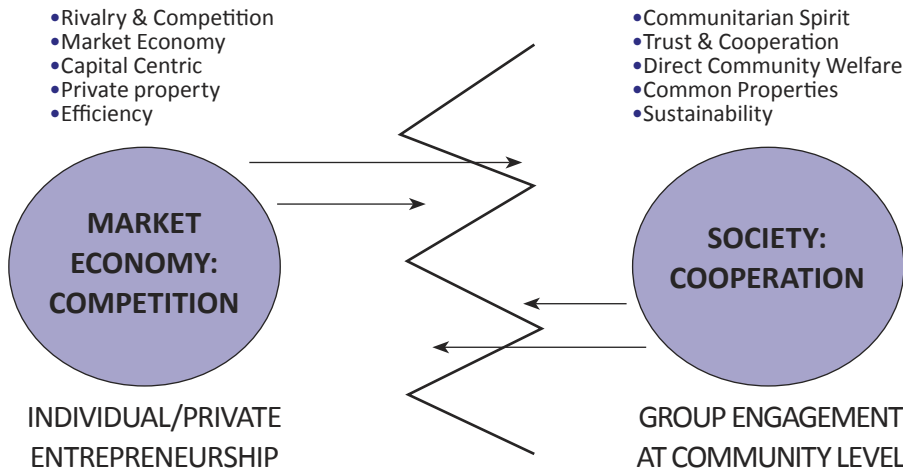 •Rivalry & Competition
•Market Economy
•Capital Centric
•Private property
•Efficiency
•Communitarian Spirit
•Trust & Cooperation
•Direct Community Welfare
•Common Properties
•Sustainability
MARKET
ECONOMY:
COMPETITION
SOCIETY:
COOPERATION
INDIVIDUAL/PRIVATE
ENTREPRENEURSHIP
GROUP ENGAGEMENT
AT COMMUNITY LEVEL